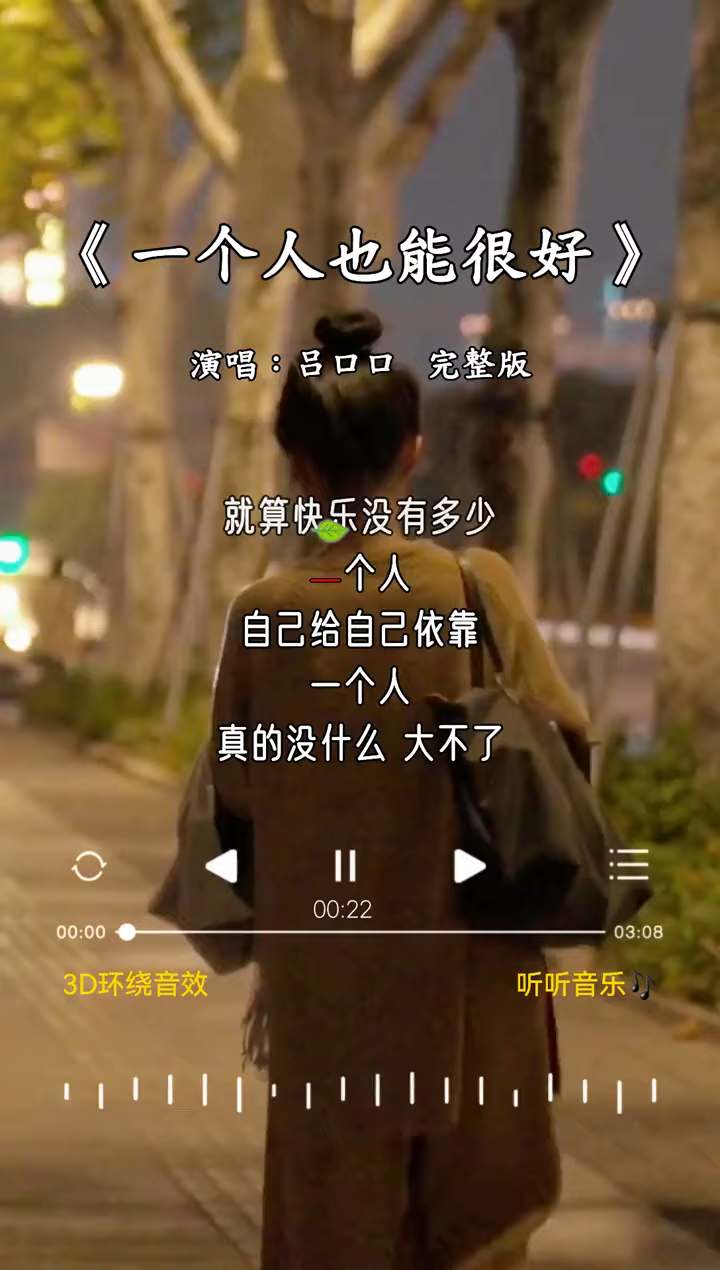 《一个人也能很好》
演唱：吕口口 完整版
就算快乐没有多少
一个人
自己给自己依靠
一个人
真的没什么 大不了
00:22
00:00 03:08
3D环绕音效 听听音乐🎶